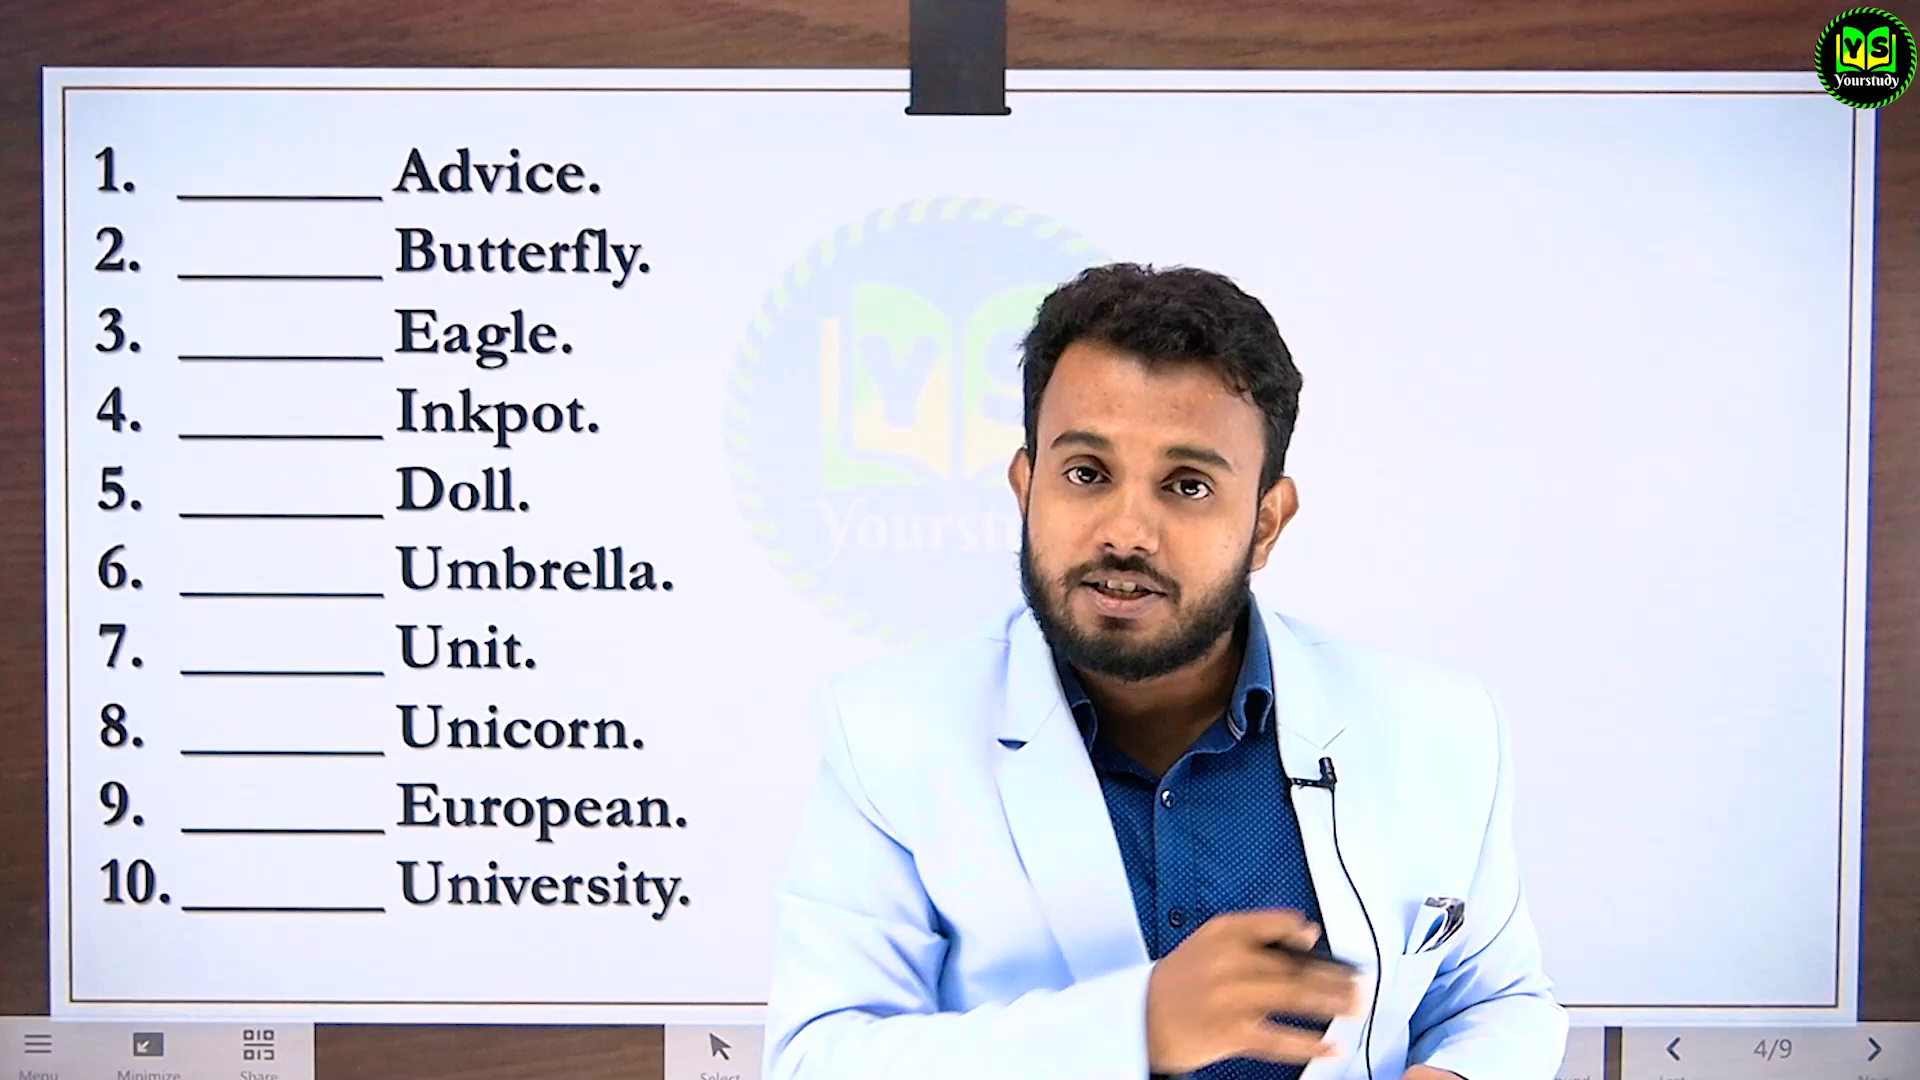 YS
Yourstudy
1. ________ Advice.
2. ________ Butterfly.
3. ________ Eagle.
4. ________ Inkpot.
5. ________ Doll.
6. ________ Umbrella.
7. ________ Unit.
8. ________ Unicorn.
9. ________ European.
10. ________ University.
YS
Yourstu
Menu Minimize Share Select 4/9